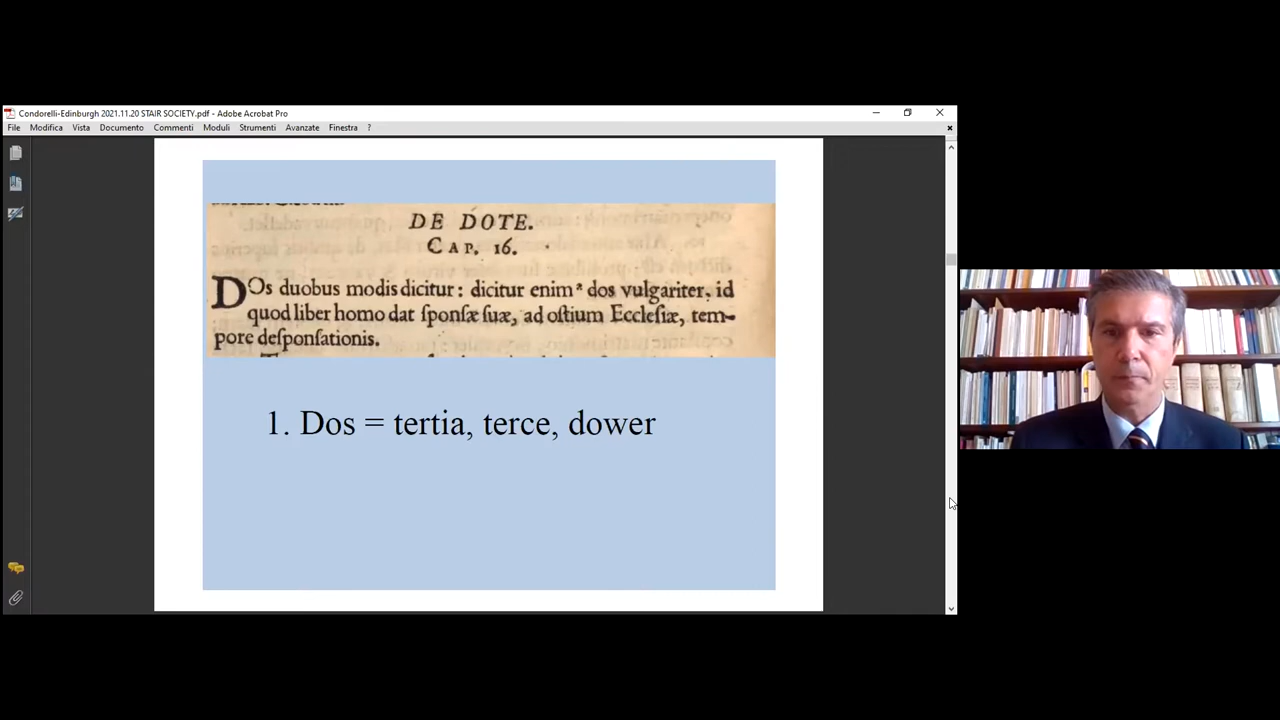 Condorelli-Edinburgh 2021.11.20 STAIR SOCIETY.pdf - Adobe Acrobat Pro
File Modifica Vista Documento Commenti Moduli Strumenti Avanzate Finestra ?
DE DOTE.
CAP. 16.
DOs duobus modis dicitur: dicitur enim ᵃ dos vulgariter, id
quod liber homo dat ſponſæ ſuæ, ad oſtium Eccleſiæ, tem-
pore deſponſationis.
1. Dos = tertia, terce, dower